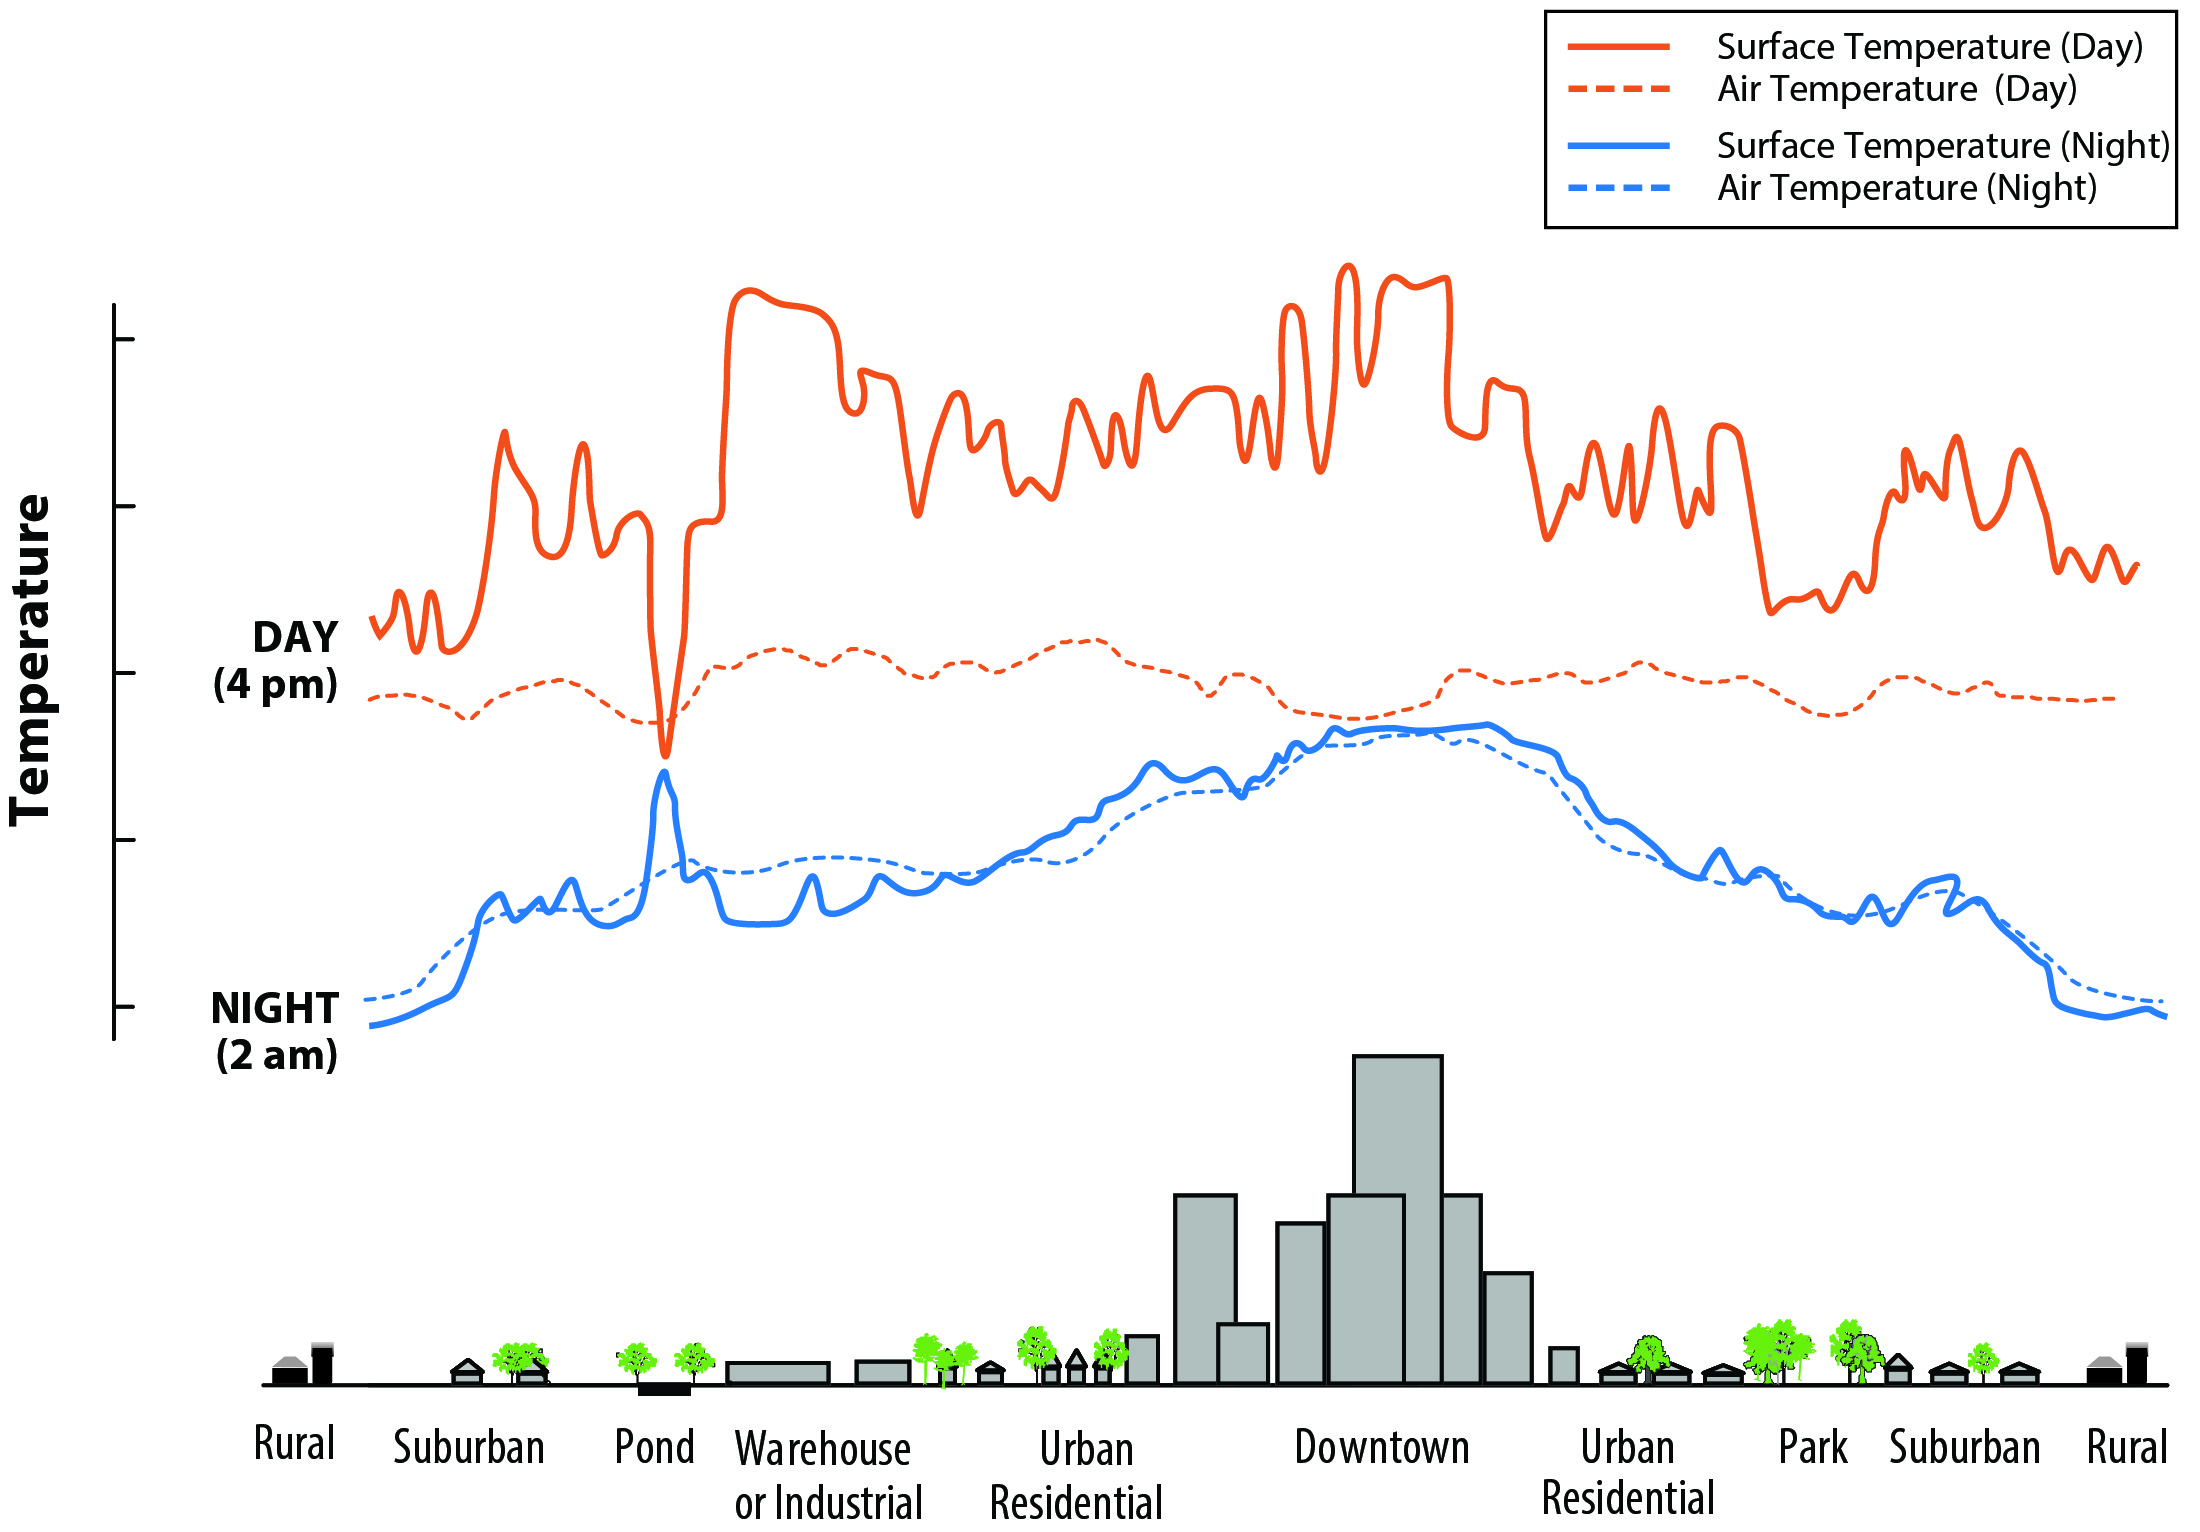 Surface Temperature (Day)
Air Temperature (Day)
Surface Temperature (Night)
Air Temperature (Night)
Temperature
DAY
(4 pm)
NIGHT
(2 am)
Rural
Suburban
Pond
Warehouse
or Industrial
Urban
Residential
Downtown
Urban
Residential
Park
Suburban
Rural